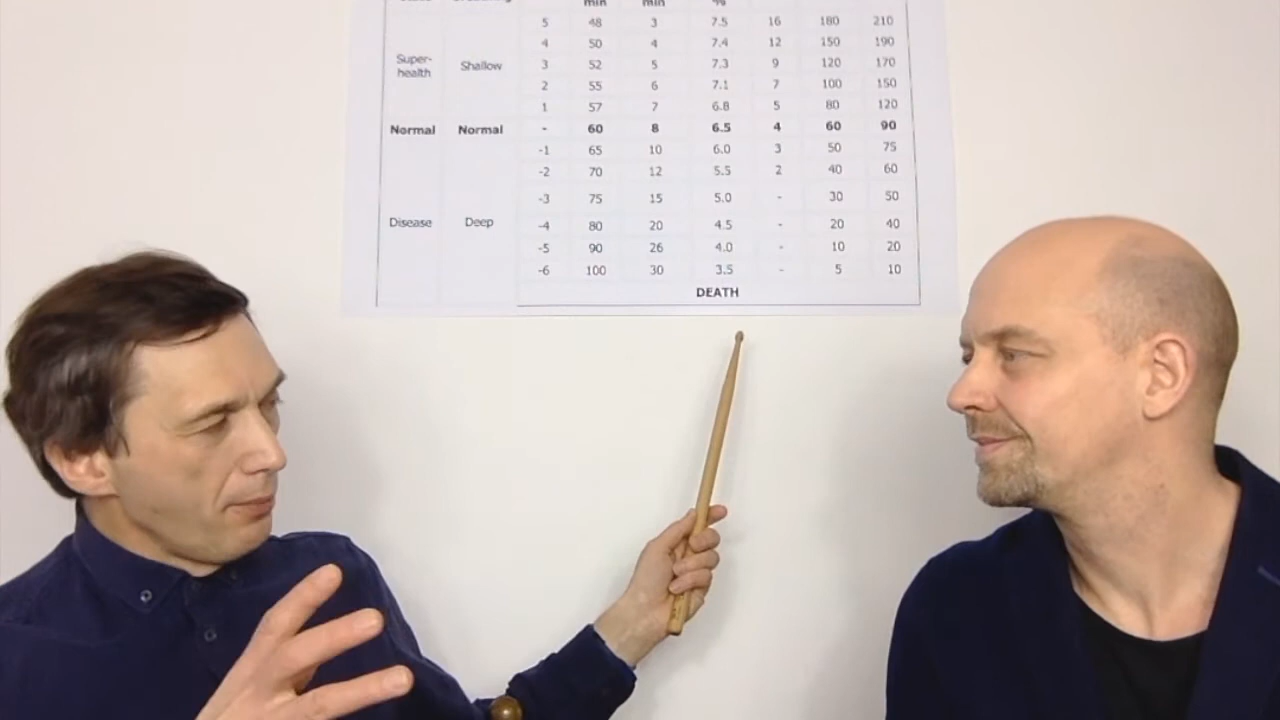 min min %
5 48 3 7.5 16 180 210
4 50 4 7.4 12 150 190
Super-health Shallow 3 52 5 7.3 9 120 170
2 55 6 7.1 7 100 150
1 57 7 6.8 5 80 120
Normal Normal - 60 8 6.5 4 60 90
-1 65 10 6.0 3 50 75
-2 70 12 5.5 2 40 60
-3 75 15 5.0 - 30 50
Disease Deep -4 80 20 4.5 - 20 40
-5 90 26 4.0 - 10 20
-6 100 30 3.5 - 5 10
DEATH